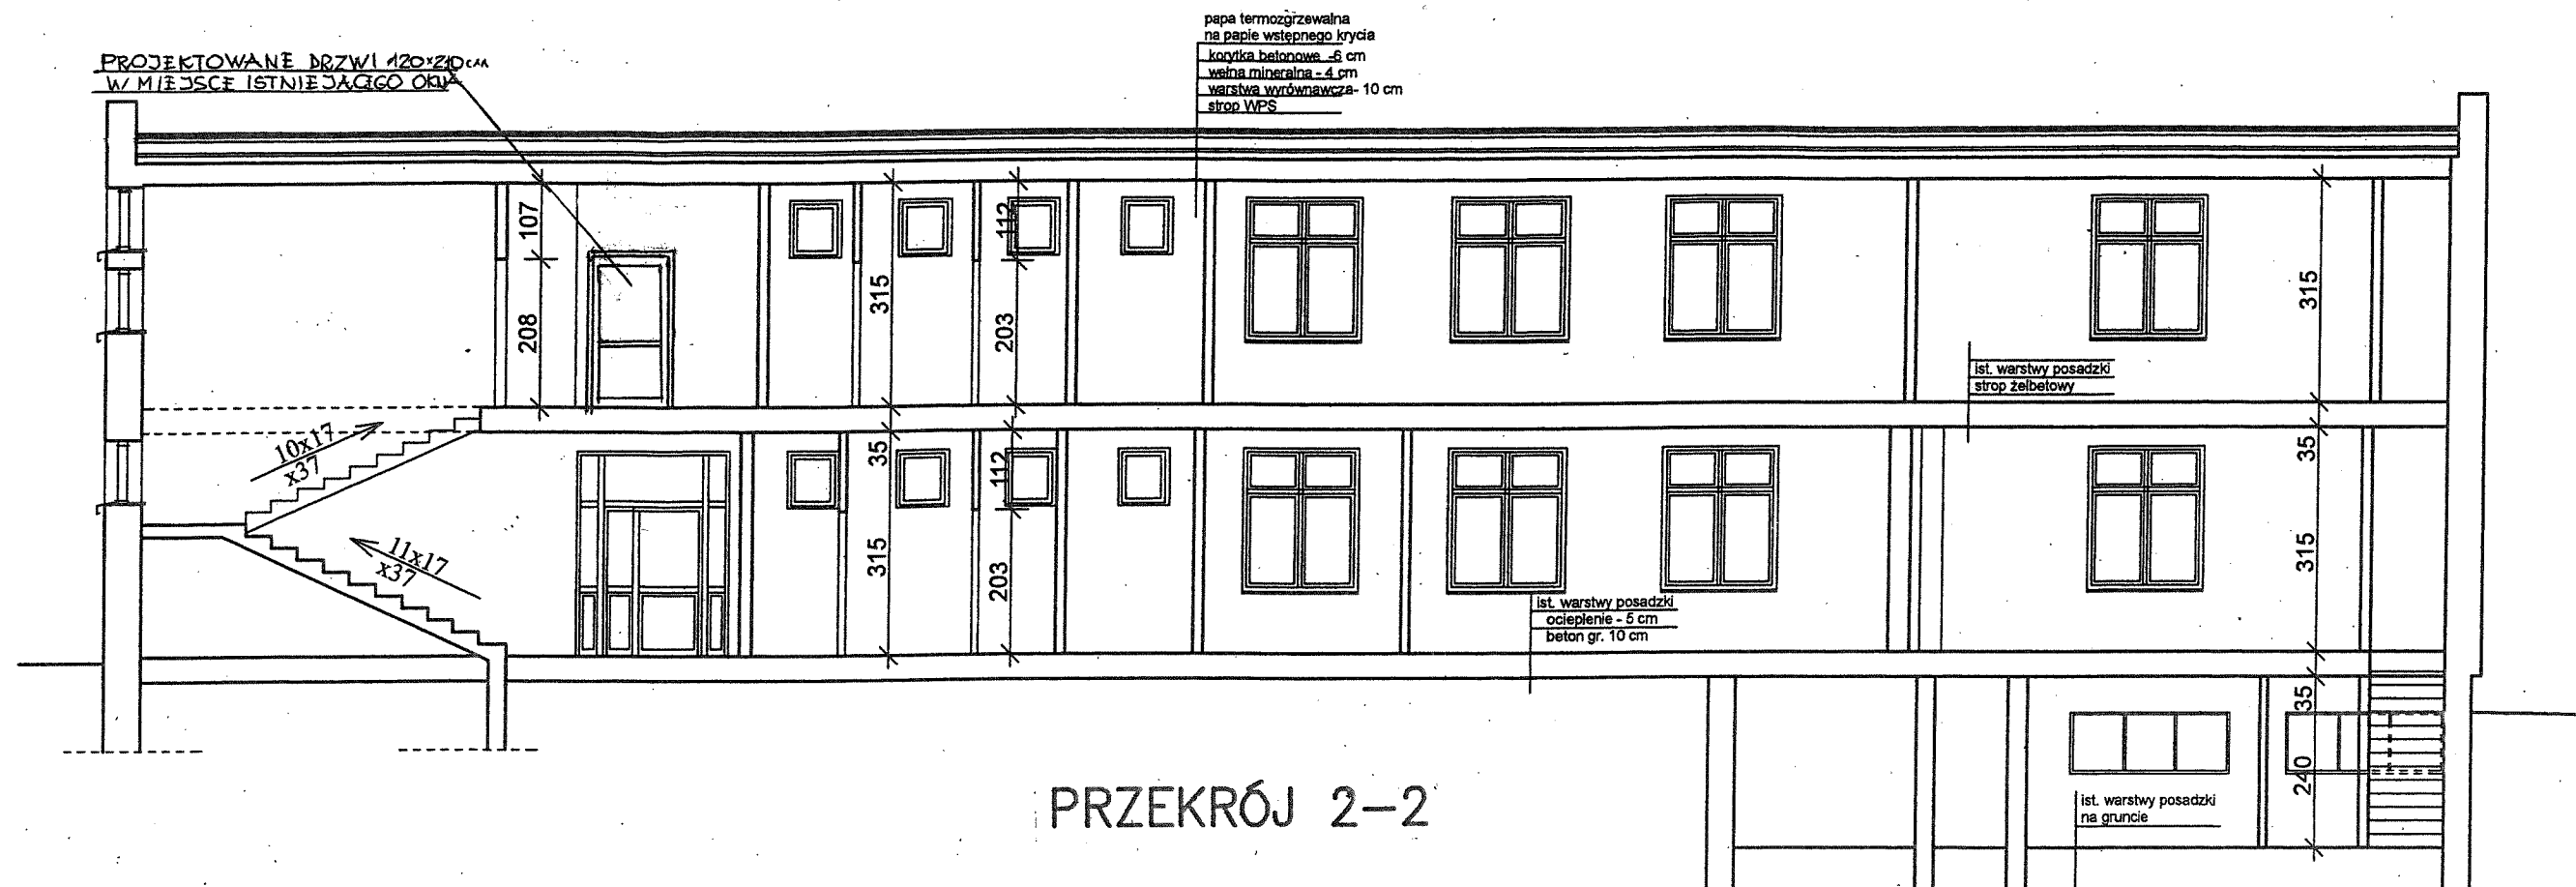 PROJEKTOWANE DRZWI 120x210cm
W MIEJSCE ISTNIEJĄCEGO OKNA
papa termozgrzewalna
na papie wstępnego krycia
korytka betonowe -6 cm
wełna mineralna - 4 cm
warstwa wyrównawcza- 10 cm
strop WPS
107
208
315
112
203
315
ist. warstwy posadzki
strop żelbetowy
10x17
x37
11x17
x37
35
315
112
203
35
315
ist. warstwy posadzki
ocieplenie - 5 cm
beton gr. 10 cm
35
240
ist. warstwy posadzki
na gruncie
PRZEKRÓJ 2-2